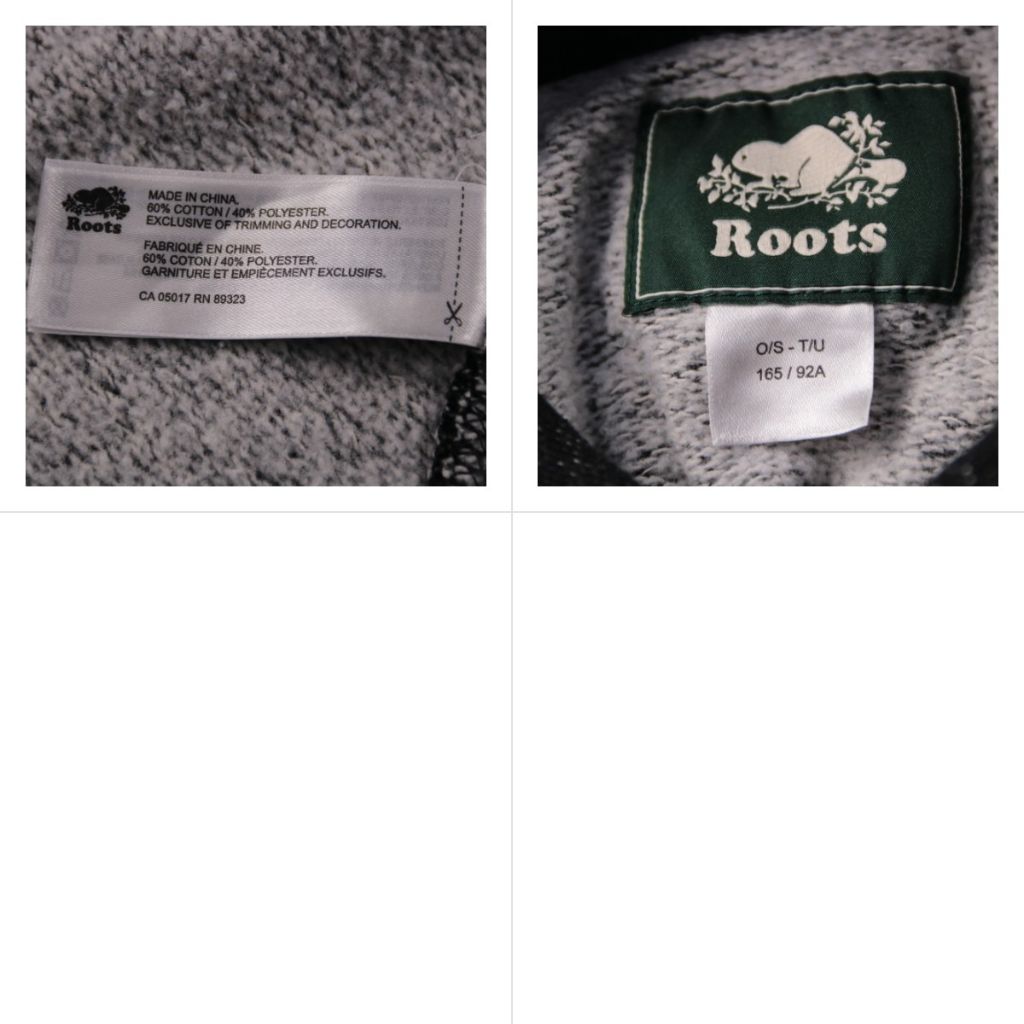 Roots
MADE IN CHINA.
60% COTTON / 40% POLYESTER.
EXCLUSIVE OF TRIMMING AND DECORATION.
FABRIQUÉ EN CHINE.
60% COTON / 40% POLYESTER.
GARNITURE ET EMPIÈCEMENT EXCLUSIFS.
CA 05017 RN 89323
Roots
O/S - T/U
165 / 92A